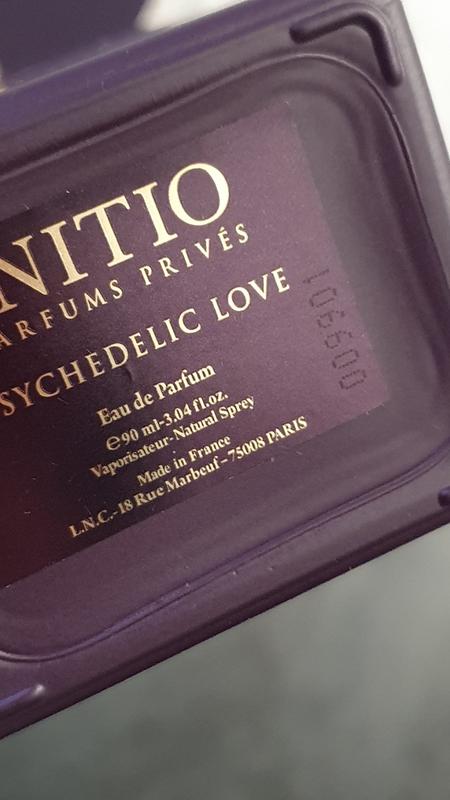 NITIO
ARFUMS PRIVÉS
SYCHEDELIC LOVE
Eau de Parfum
℮90 ml-3.04 fl.oz.
Vaporisateur-Natural Sprey
Made in France
L.N.C.-18 Rue Marbeuf – 75008 PARIS
009901